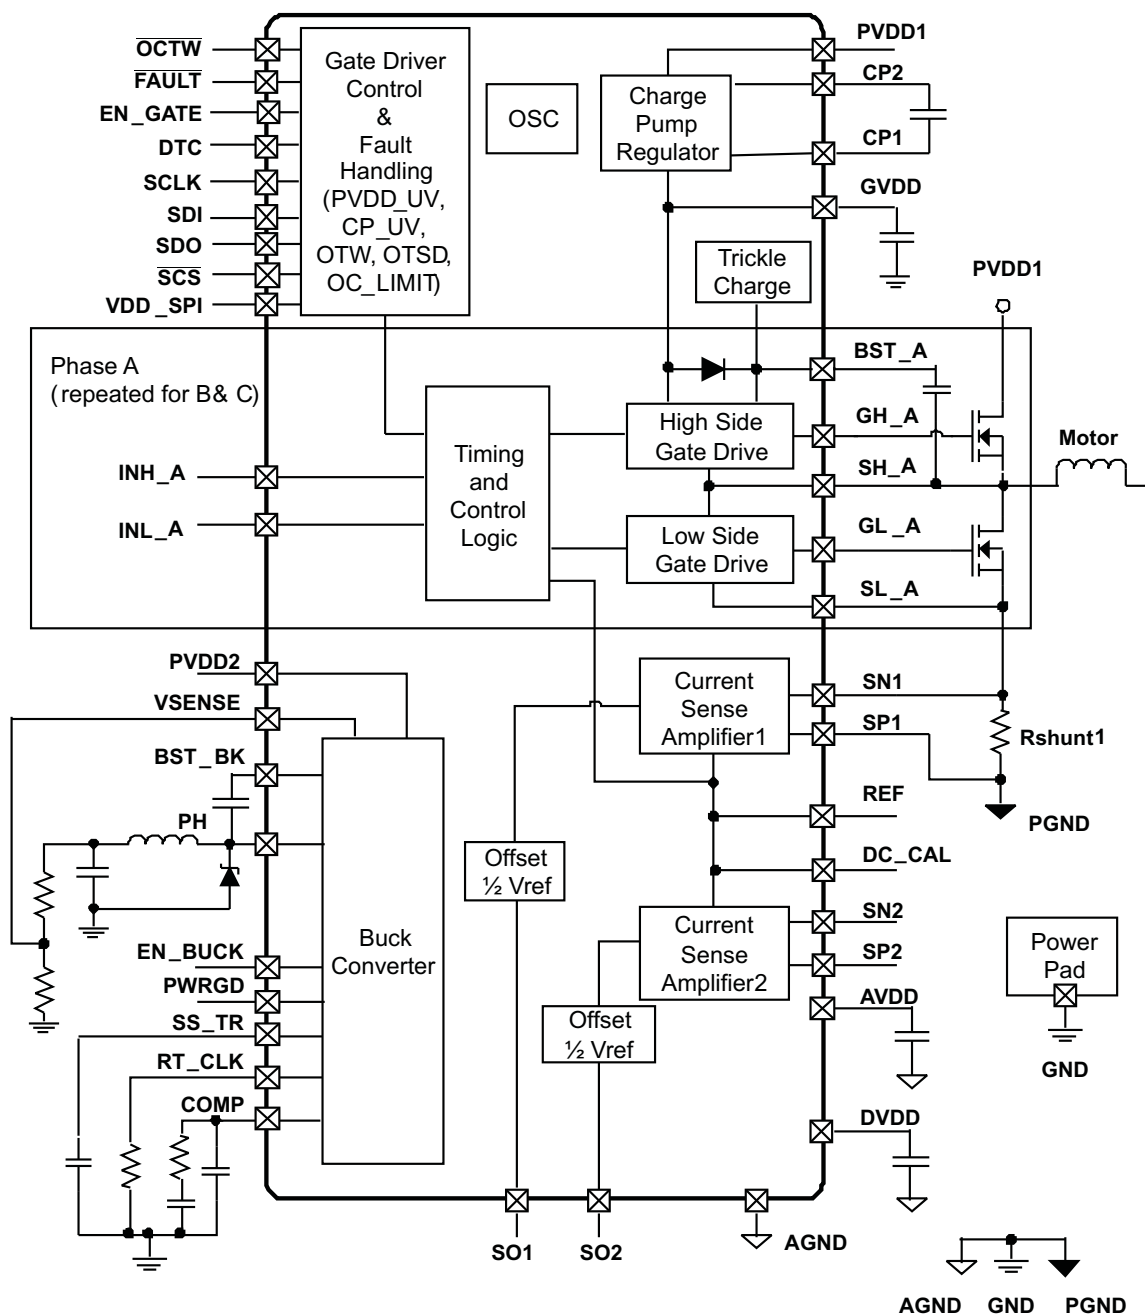 OCTW
FAULT
EN_GATE
DTC
SCLK
SDI
SDO
SCS
VDD_SPI
Gate Driver
Control
&
Fault
Handling
(PVDD_UV,
CP_UV,
OTW, OTSD,
OC_LIMIT)
OSC
Charge
Pump
Regulator
PVDD1
CP2
CP1
GVDD
Trickle
Charge
PVDD1
Phase A
(repeated for B& C)
BST_A
INH_A
INL_A
Timing
and
Control
Logic
High Side
Gate Drive
Low Side
Gate Drive
GH_A
SH_A
GL_A
SL_A
Motor
PVDD2
VSENSE
BST_BK
PH
EN_BUCK
PWRGD
SS_TR
RT_CLK
COMP
Buck
Converter
Offset
½ Vref
Current
Sense
Amplifier1
SN1
SP1
Rshunt1
PGND
REF
DC_CAL
Current
Sense
Amplifier2
SN2
SP2
Offset
½ Vref
AVDD
DVDD
Power
Pad
GND
SO1
SO2
AGND
AGND
GND
PGND